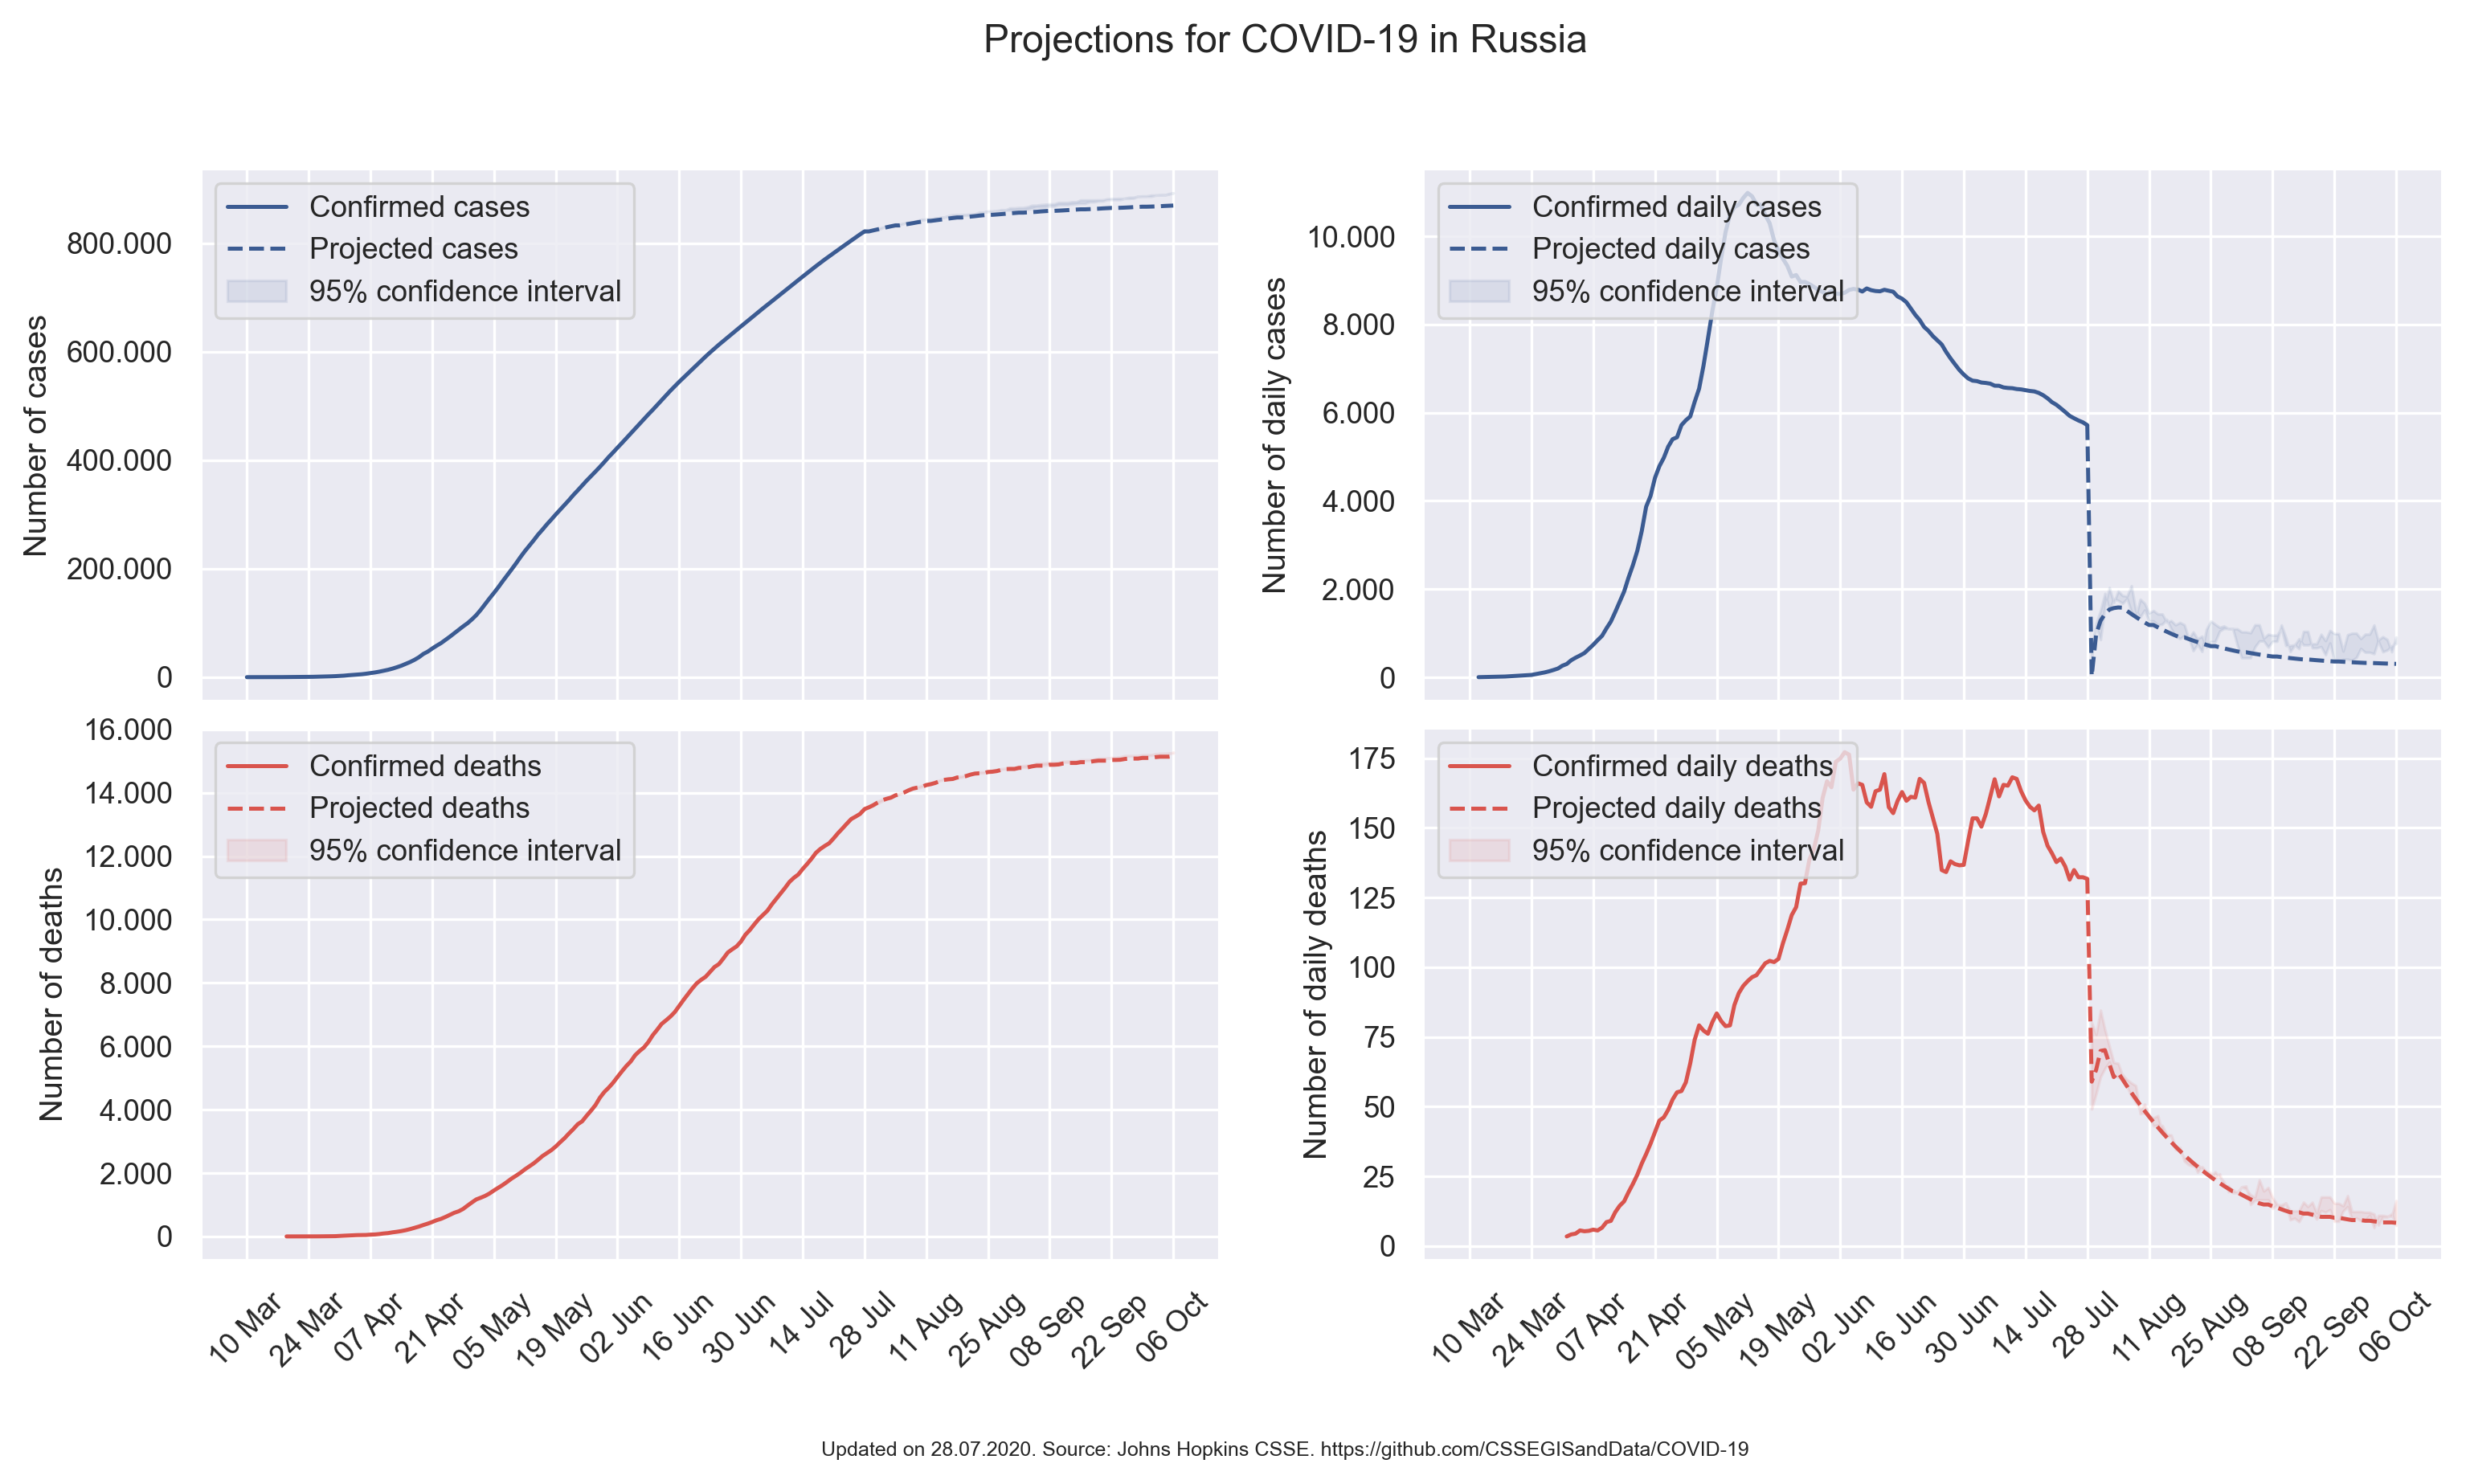 Projections for COVID-19 in Russia
Number of cases
800.000
600.000
400.000
200.000
0
Confirmed cases
Projected cases
95% confidence interval
Number of daily cases
10.000
8.000
6.000
4.000
2.000
0
Confirmed daily cases
Projected daily cases
95% confidence interval
Number of deaths
16.000
14.000
12.000
10.000
8.000
6.000
4.000
2.000
0
Confirmed deaths
Projected deaths
95% confidence interval
10 Mar
24 Mar
07 Apr
21 Apr
05 May
19 May
02 Jun
16 Jun
30 Jun
14 Jul
28 Jul
11 Aug
25 Aug
08 Sep
22 Sep
06 Oct
Number of daily deaths
175
150
125
100
75
50
25
0
Confirmed daily deaths
Projected daily deaths
95% confidence interval
10 Mar
24 Mar
07 Apr
21 Apr
05 May
19 May
02 Jun
16 Jun
30 Jun
14 Jul
28 Jul
11 Aug
25 Aug
08 Sep
22 Sep
06 Oct
Updated on 28.07.2020. Source: Johns Hopkins CSSE. https://github.com/CSSEGISandData/COVID-19